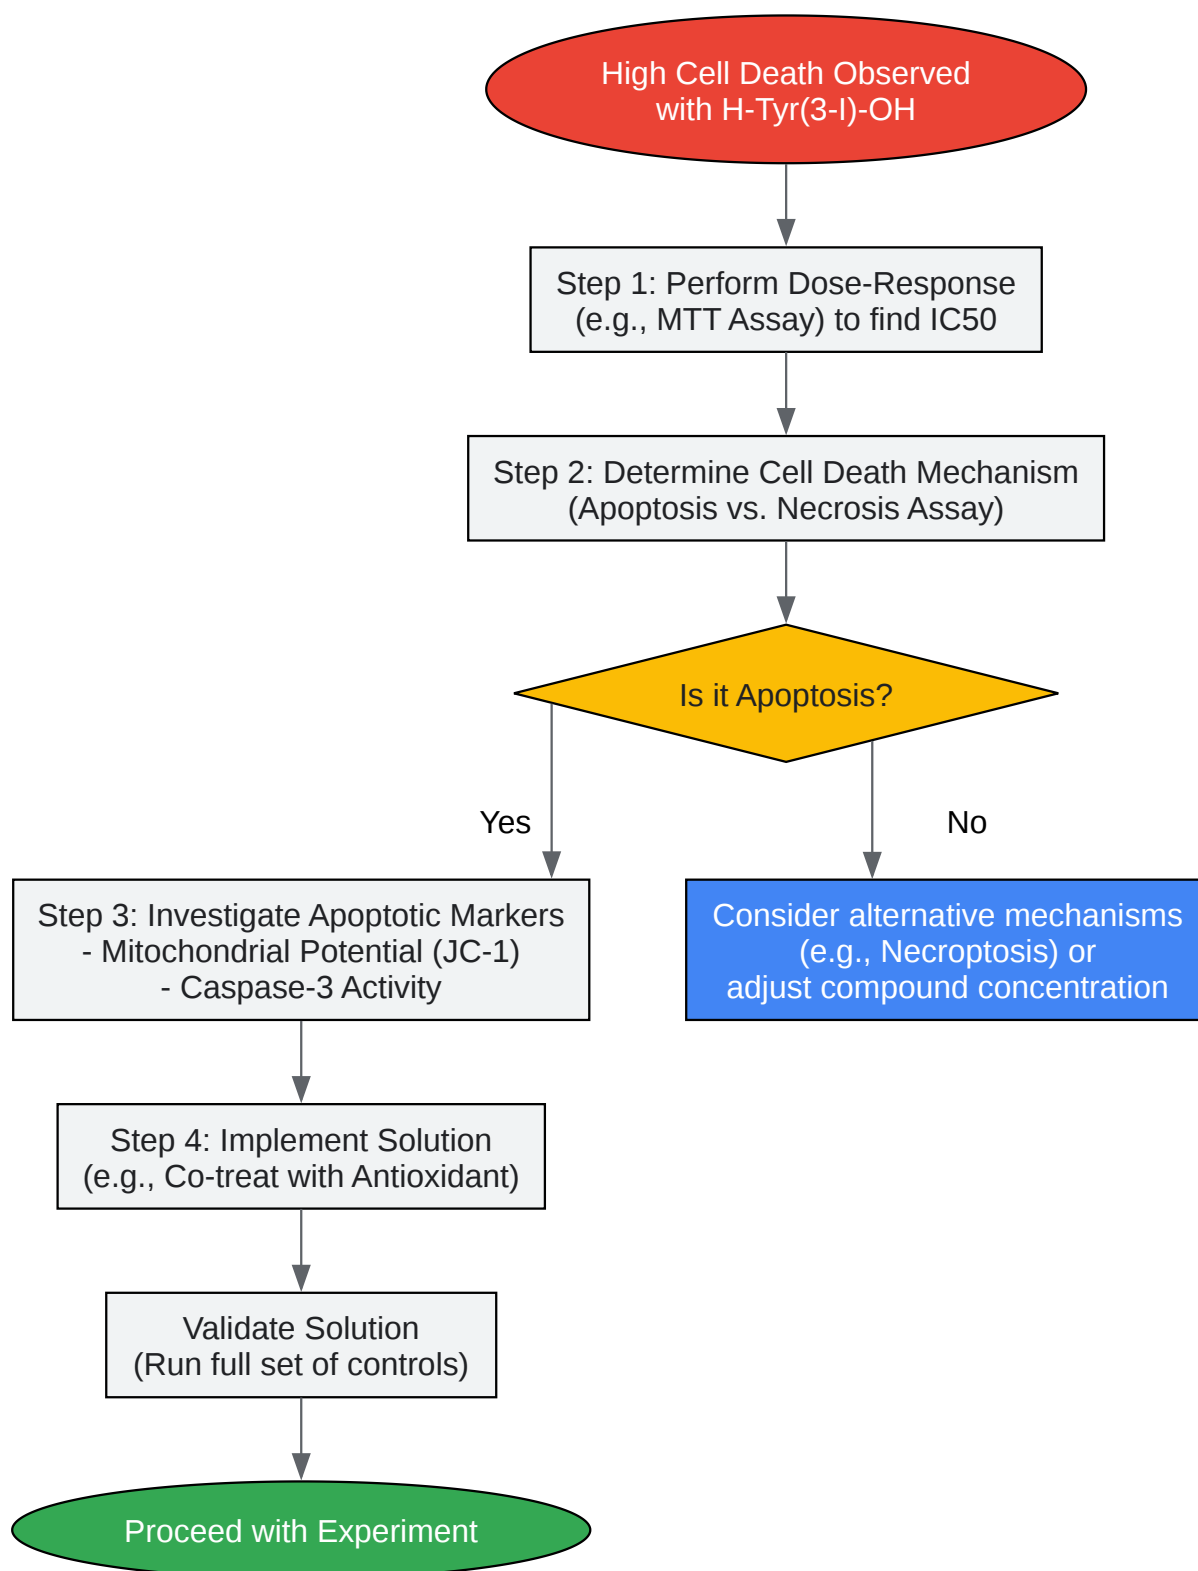 High Cell Death Observed
with H-Tyr(3-I)-OH
Step 1: Perform Dose-Response
(e.g., MTT Assay) to find IC50
Step 2: Determine Cell Death Mechanism
(Apoptosis vs. Necrosis Assay)
Is it Apoptosis?
Yes
No
Step 3: Investigate Apoptotic Markers
- Mitochondrial Potential (JC-1)
- Caspase-3 Activity
Consider alternative mechanisms
(e.g., Necroptosis) or
adjust compound concentration
Step 4: Implement Solution
(e.g., Co-treat with Antioxidant)
Validate Solution
(Run full set of controls)
Proceed with Experiment